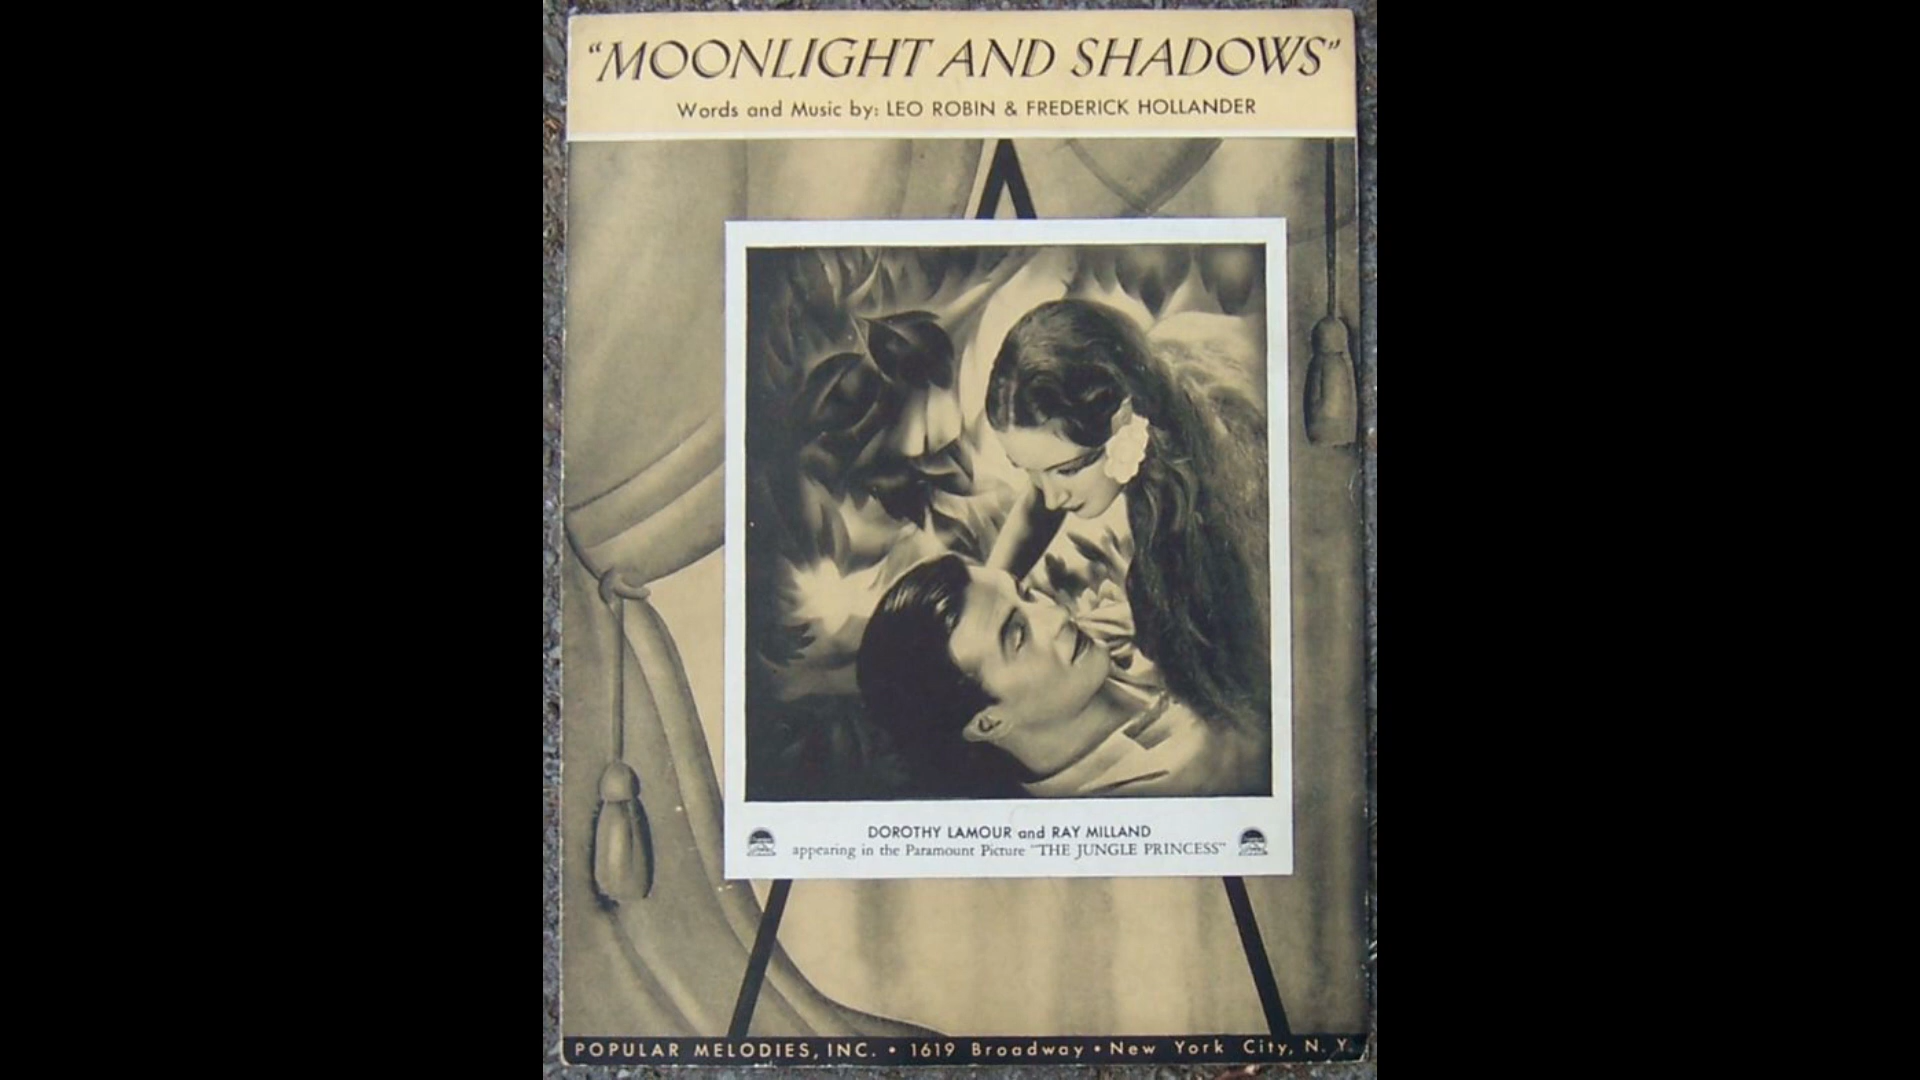 "MOONLIGHT AND SHADOWS"
Words and Music by: LEO ROBIN & FREDERICK HOLLANDER
DOROTHY LAMOUR and RAY MILLAND
appearing in the Paramount Picture "THE JUNGLE PRINCESS"
POPULAR MELODIES, INC. • 1619 Broadway • New York City, N. Y.